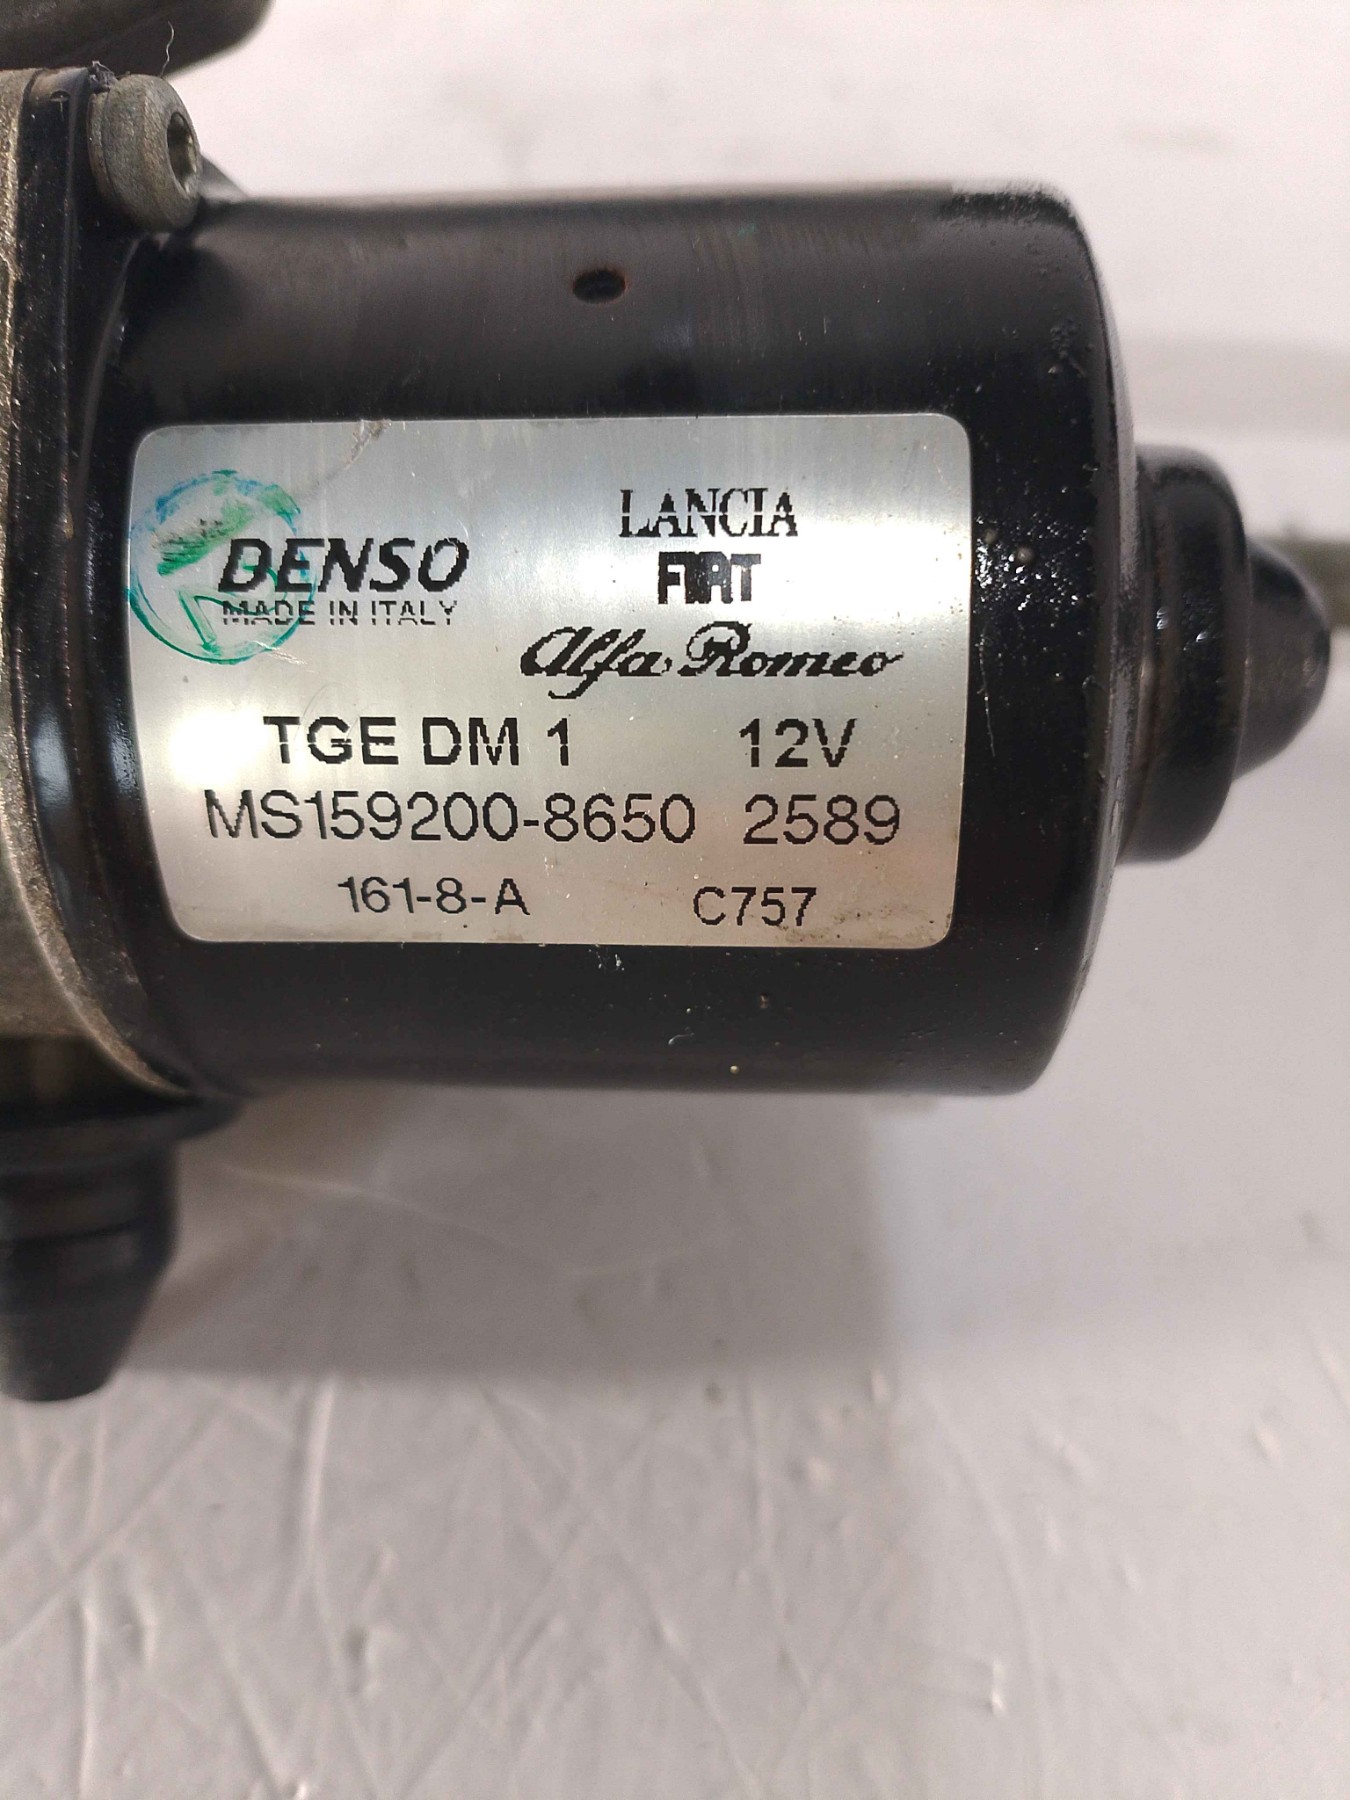 DENSO
MADE IN ITALY
LANCIA
FIAT
Alfa Romeo
TGE DM 1 12V
MS159200-8650 2589
161-8-A C757